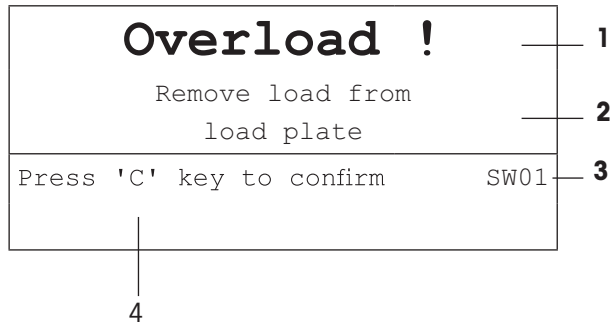 Overload !
1
Remove load from
2
load plate
Press 'C' key to confirm SW01
3
4